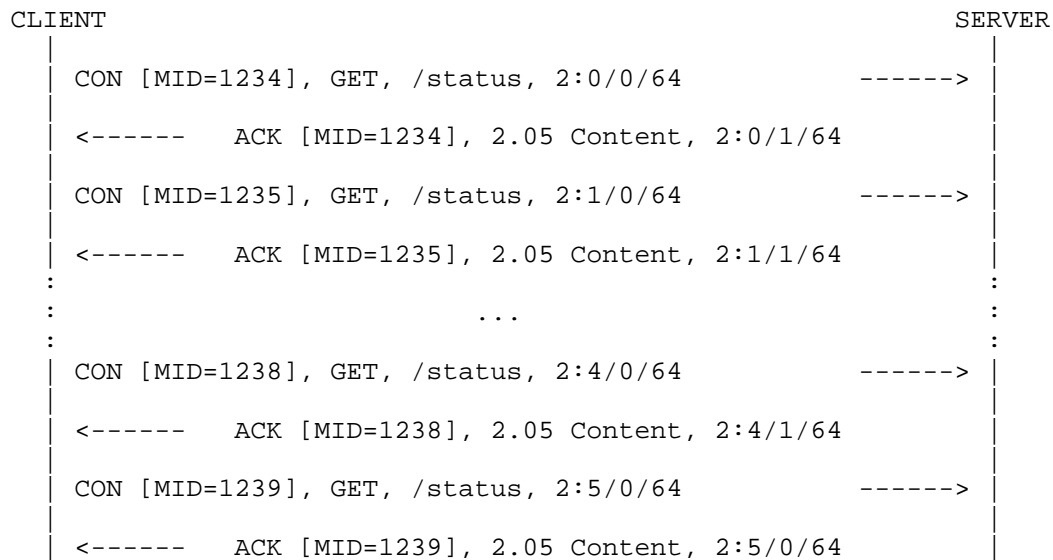 CLIENT                                                     SERVER
  |                                                          |
  | CON [MID=1234], GET, /status, 2:0/0/64           ------> |
  |                                                          |
  | <------   ACK [MID=1234], 2.05 Content, 2:0/1/64         |
  |                                                          |
  | CON [MID=1235], GET, /status, 2:1/0/64           ------> |
  |                                                          |
  | <------   ACK [MID=1235], 2.05 Content, 2:1/1/64         |
  :                                                          :
  :                          ...                             :
  :                                                          :
  | CON [MID=1238], GET, /status, 2:4/0/64           ------> |
  |                                                          |
  | <------   ACK [MID=1238], 2.05 Content, 2:4/1/64         |
  |                                                          |
  | CON [MID=1239], GET, /status, 2:5/0/64           ------> |
  |                                                          |
  | <------   ACK [MID=1239], 2.05 Content, 2:5/0/64         |